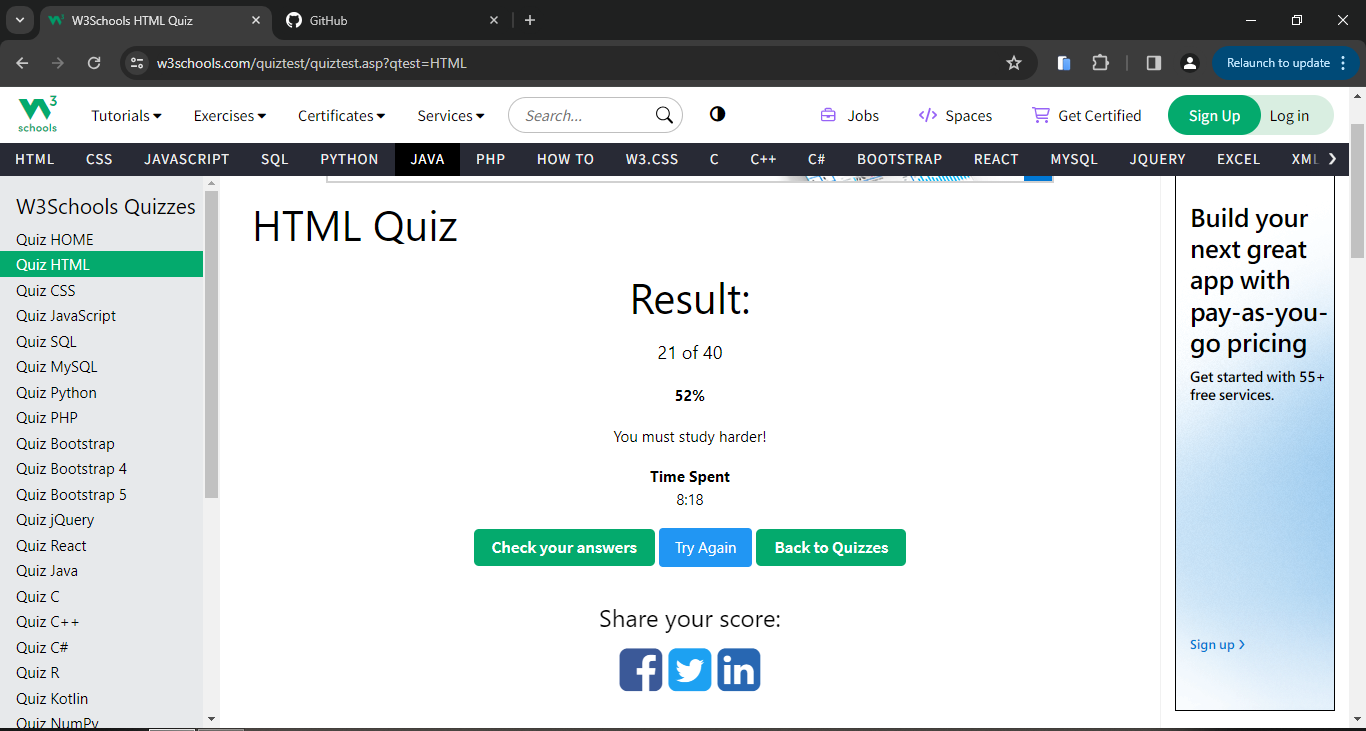 W3Schools HTML Quiz
GitHub
w3schools.com/quiztest/quiztest.asp?qtest=HTML
Relaunch to update
W3 schools
Tutorials Exercises Certificates Services Search... Jobs Spaces Get Certified Sign Up Log in
HTML CSS JAVASCRIPT SQL PYTHON JAVA PHP HOW TO W3.CSS C C++ C# BOOTSTRAP REACT MYSQL JQUERY EXCEL XML
W3Schools Quizzes
Quiz HOME
Quiz HTML
Quiz CSS
Quiz JavaScript
Quiz SQL
Quiz MySQL
Quiz Python
Quiz PHP
Quiz Bootstrap
Quiz Bootstrap 4
Quiz Bootstrap 5
Quiz jQuery
Quiz React
Quiz Java
Quiz C
Quiz C++
Quiz C#
Quiz R
Quiz Kotlin
Quiz NumPy
HTML Quiz
Result:
21 of 40
52%
You must study harder!
Time Spent
8:18
Check your answers Try Again Back to Quizzes
Share your score:
Build your
next great
app with
pay-as-you-
go pricing
Get started with 55+
free services.
Sign up